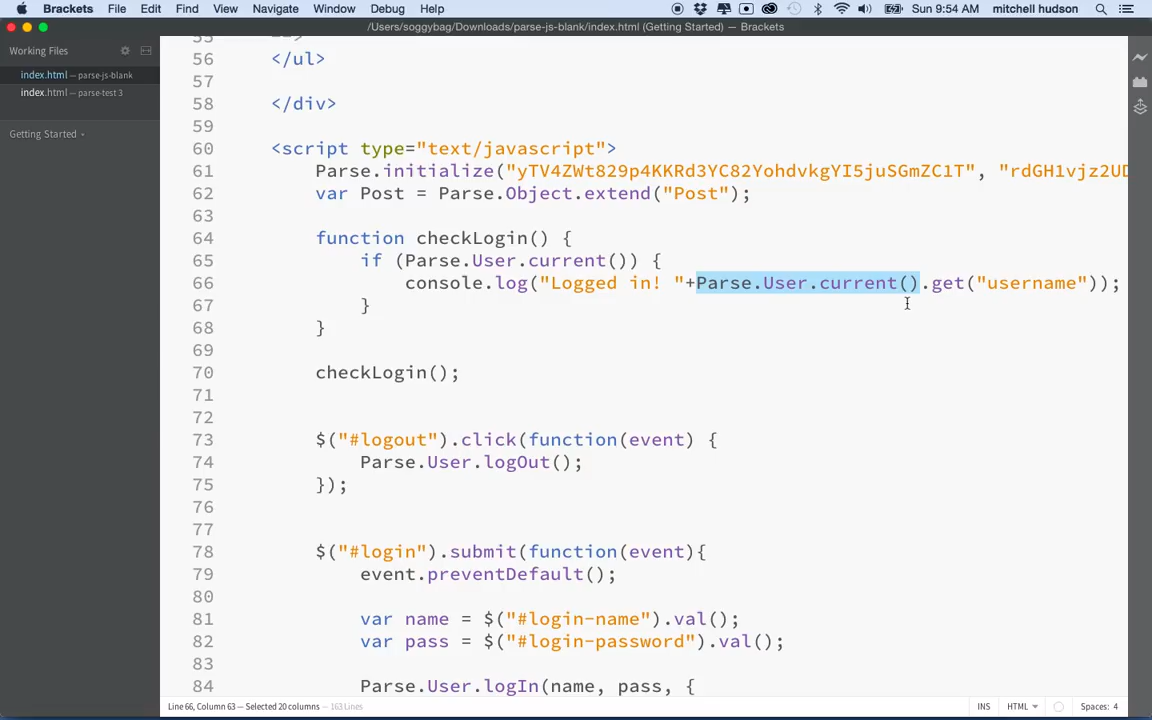 Brackets File Edit Find View Navigate Window Debug Help Sun 9:54 AM mitchell hudson
/Users/soggybag/Downloads/parse-js-blank/index.html (Getting Started) — Brackets
Working Files
index.html — parse-js-blank
index.html — parse-test 3
Getting Started
55 -->
56 </ul>
57
58 </div>
59
60 <script type="text/javascript">
61 Parse.initialize("yTV4ZWt829p4KKRd3YC82YohdvkgYI5juSGmZC1T", "rdGH1vjz2UD
62 var Post = Parse.Object.extend("Post");
63
64 function checkLogin() {
65 if (Parse.User.current()) {
66 console.log("Logged in! "+Parse.User.current().get("username"));
67 }
68 }
69
70 checkLogin();
71
72
73 $("#logout").click(function(event) {
74 Parse.User.logOut();
75 });
76
77
78 $("#login").submit(function(event){
79 event.preventDefault();
80
81 var name = $("#login-name").val();
82 var pass = $("#login-password").val();
83
84 Parse.User.logIn(name, pass, {
Line 66, Column 63 — Selected 20 columns — 163 Lines INS HTML Spaces: 4